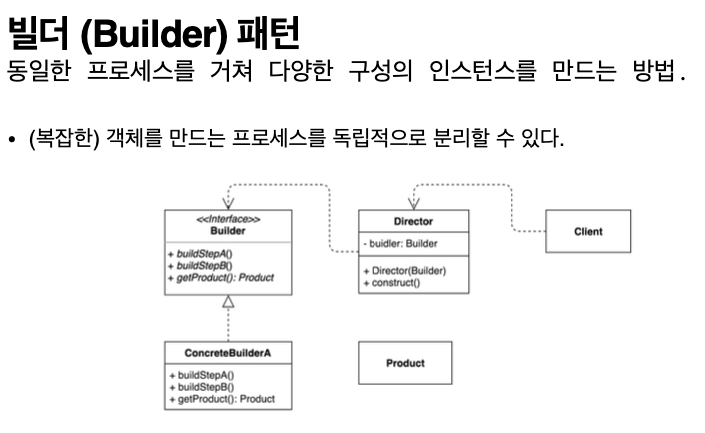 빌더 (Builder) 패턴
동일한 프로세스를 거쳐 다양한 구성의 인스턴스를 만드는 방법.
• (복잡한) 객체를 만드는 프로세스를 독립적으로 분리할 수 있다.
<<Interface>>
Builder
+ buildStepA()
+ buildStepB()
+ getProduct(): Product
Director
- buidler: Builder
+ Director(Builder)
+ construct()
Client
ConcreteBuilderA
+ buildStepA()
+ buildStepB()
+ getProduct(): Product
Product